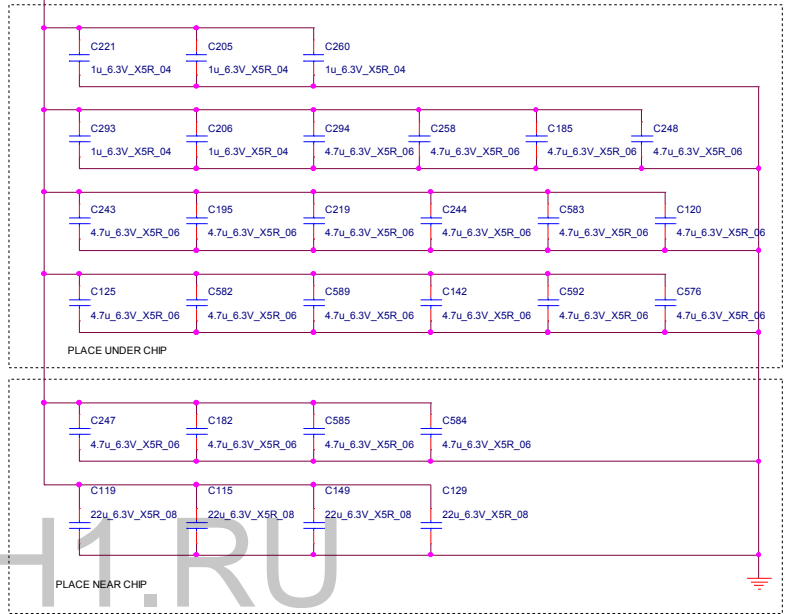 C221 C205 C260
1u_6.3V_X5R_04 1u_6.3V_X5R_04 1u_6.3V_X5R_04
C293 C206 C294 C258 C185 C248
1u_6.3V_X5R_04 1u_6.3V_X5R_04 4.7u_6.3V_X5R_06 4.7u_6.3V_X5R_06 4.7u_6.3V_X5R_06 4.7u_6.3V_X5R_06
C243 C195 C219 C244 C583 C120
4.7u_6.3V_X5R_06 4.7u_6.3V_X5R_06 4.7u_6.3V_X5R_06 4.7u_6.3V_X5R_06 4.7u_6.3V_X5R_06 4.7u_6.3V_X5R_06
C125 C582 C589 C142 C592 C576
4.7u_6.3V_X5R_06 4.7u_6.3V_X5R_06 4.7u_6.3V_X5R_06 4.7u_6.3V_X5R_06 4.7u_6.3V_X5R_06 4.7u_6.3V_X5R_06
PLACE UNDER CHIP
C247 C182 C585 C584
4.7u_6.3V_X5R_06 4.7u_6.3V_X5R_06 4.7u_6.3V_X5R_06 4.7u_6.3V_X5R_06
C119 C115 C149 C129
22u_6.3V_X5R_08 22u_6.3V_X5R_08 22u_6.3V_X5R_08 22u_6.3V_X5R_08
H1.RU
PLACE NEAR CHIP